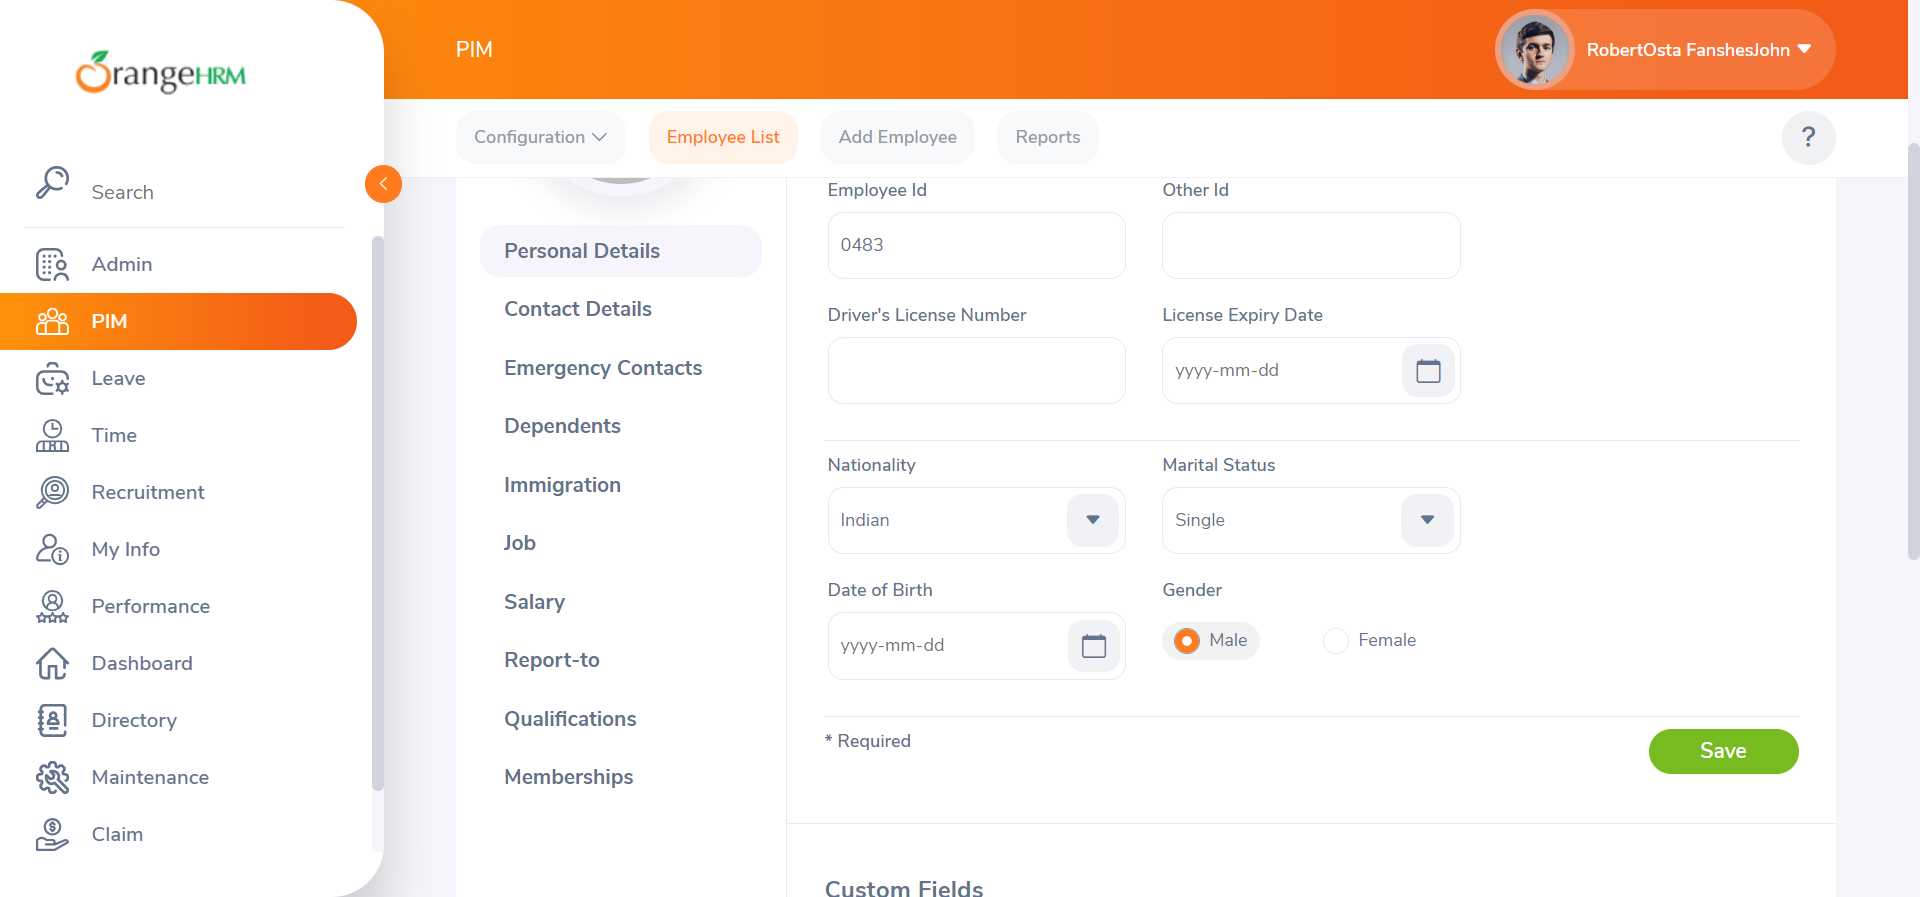 OrangeHRM
PIM
RobertOsta FanshesJohn
Configuration
Employee List
Add Employee
Reports
?
Search
Admin
PIM
Leave
Time
Recruitment
My Info
Performance
Dashboard
Directory
Maintenance
Claim
Personal Details
Contact Details
Emergency Contacts
Dependents
Immigration
Job
Salary
Report-to
Qualifications
Memberships
Employee Id
Other Id
0483
Driver's License Number
License Expiry Date
yyyy-mm-dd
Nationality
Marital Status
Indian
Single
Date of Birth
Gender
yyyy-mm-dd
Male
Female
* Required
Save
Custom Fields